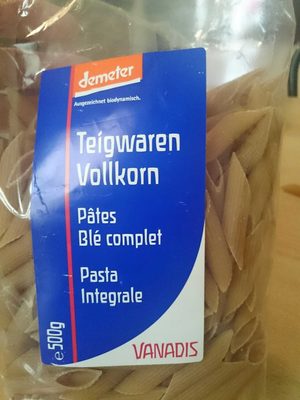 demeter
Ausgezeichnet biodynamisch.
Teigwaren
Vollkorn
Pâtes
Blé complet
Pasta
Integrale
℮ 500g
VANADIS